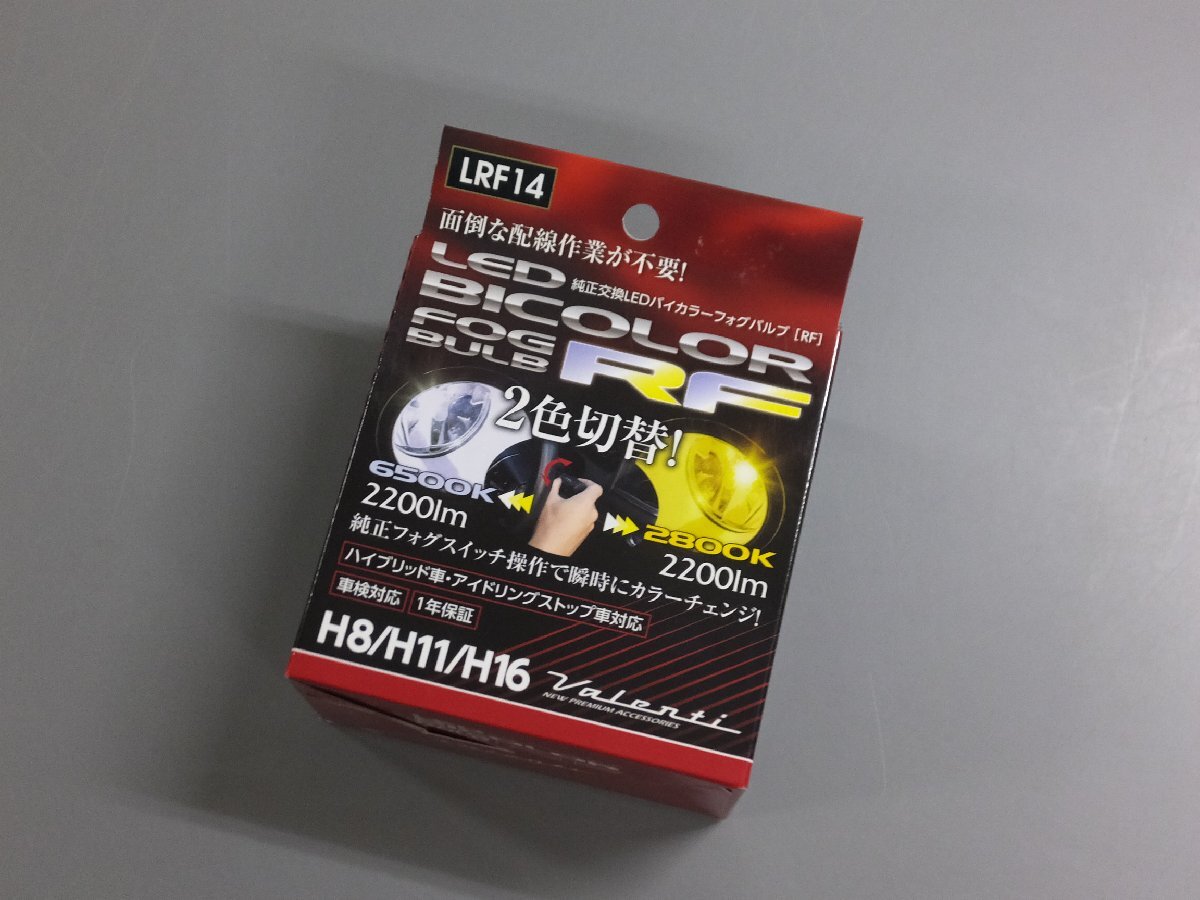 LRF14
面倒な配線作業が不要!
LED
純正交換LEDバイカラーフォグバルブ [RF]
BICOLOR
FOG
BULB
RF
2色切替!
6500K
2200lm
2800K
2200lm
純正フォグスイッチ操作で瞬時にカラーチェンジ!
ハイブリッド車・アイドリングストップ車対応
車検対応
1年保証
H8/H11/H16
Valenti
NEW PREMIUM ACCESSORIES